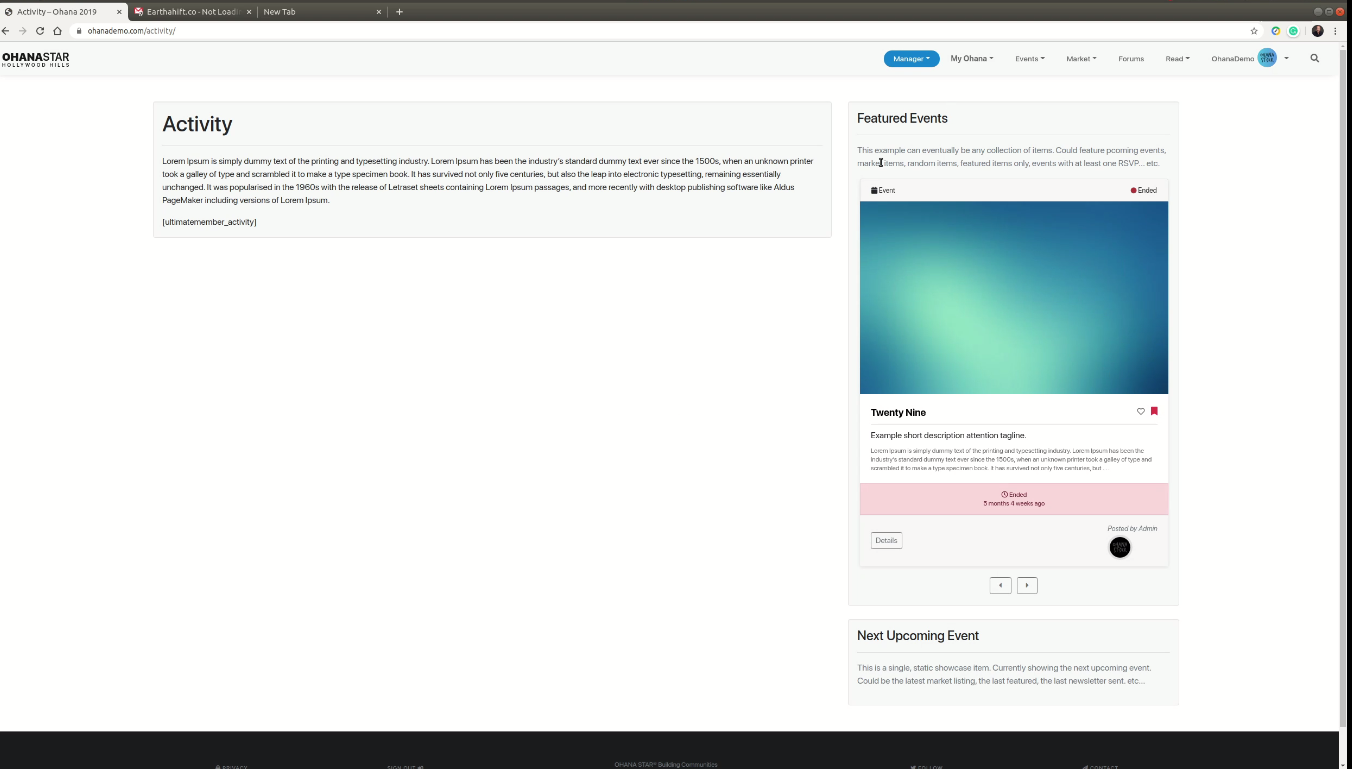 Activity – Ohana 2019
Earthahift.co - Not Loadi
New Tab
ohanademo.com/activity/
OHANASTAR
HOLLYWOOD HILLS
Manager
My Ohana
Events
Market
Forums
Read
OhanaDemo
Activity
Lorem Ipsum is simply dummy text of the printing and typesetting industry. Lorem Ipsum has been the industry's standard dummy text ever since the 1500s, when an unknown printer
took a galley of type and scrambled it to make a type specimen book. It has survived not only five centuries, but also the leap into electronic typesetting, remaining essentially
unchanged. It was popularised in the 1960s with the release of Letraset sheets containing Lorem Ipsum passages, and more recently with desktop publishing software like Aldus
PageMaker including versions of Lorem Ipsum.
[ultimatemember_activity]
Featured Events
This example can eventually be any collection of items. Could feature pcoming events,
market items, random items, featured items only, events with at least one RSVP... etc.
Event
Ended
Twenty Nine
Example short description attention tagline.
Lorem Ipsum is simply dummy text of the printing and typesetting industry. Lorem Ipsum has been the
industry's standard dummy text ever since the 1500s, when an unknown printer took a galley of type and
scrambled it to make a type specimen book. It has survived not only five centuries, but...
Ended
5 months 4 weeks ago
Posted by Admin
Details
Next Upcoming Event
This is a single, static showcase item. Currently showing the next upcoming event.
Could be the latest market listing, the last featured, the last newsletter sent. etc...
PRIVACY
SIGN OUT
OHANA STAR® Building Communities
FOLLOW
CONTACT